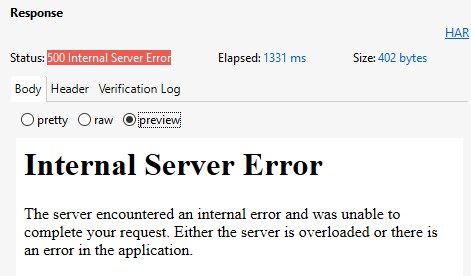 Response
HAR
Status: 500 Internal Server Error Elapsed: 1331 ms Size: 402 bytes
Body Header Verification Log
pretty raw preview
Internal Server Error
The server encountered an internal error and was unable to
complete your request. Either the server is overloaded or there is
an error in the application.